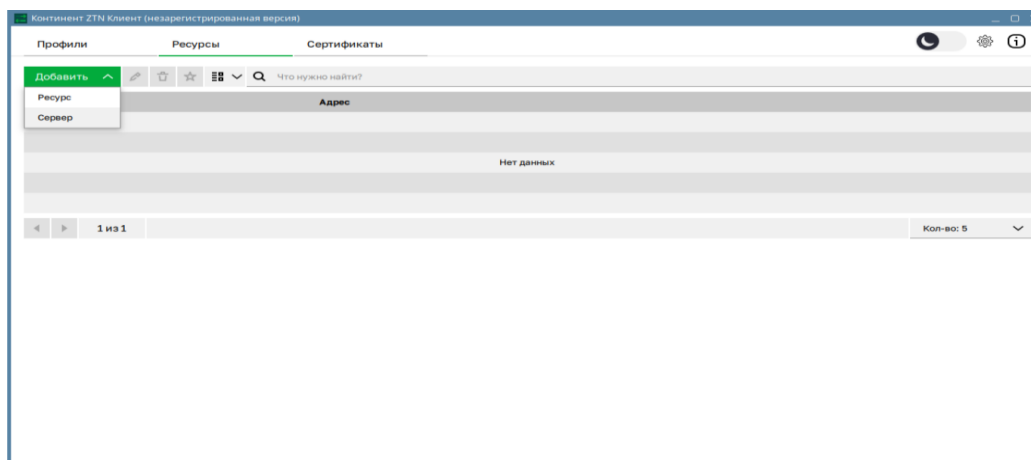 Континент ZTN Клиент (незарегистрированная версия)
Профили Ресурсы Сертификаты
Добавить Что нужно найти?
Ресурс Адрес
Сервер
Нет данных
1 из 1 Кол-во: 5